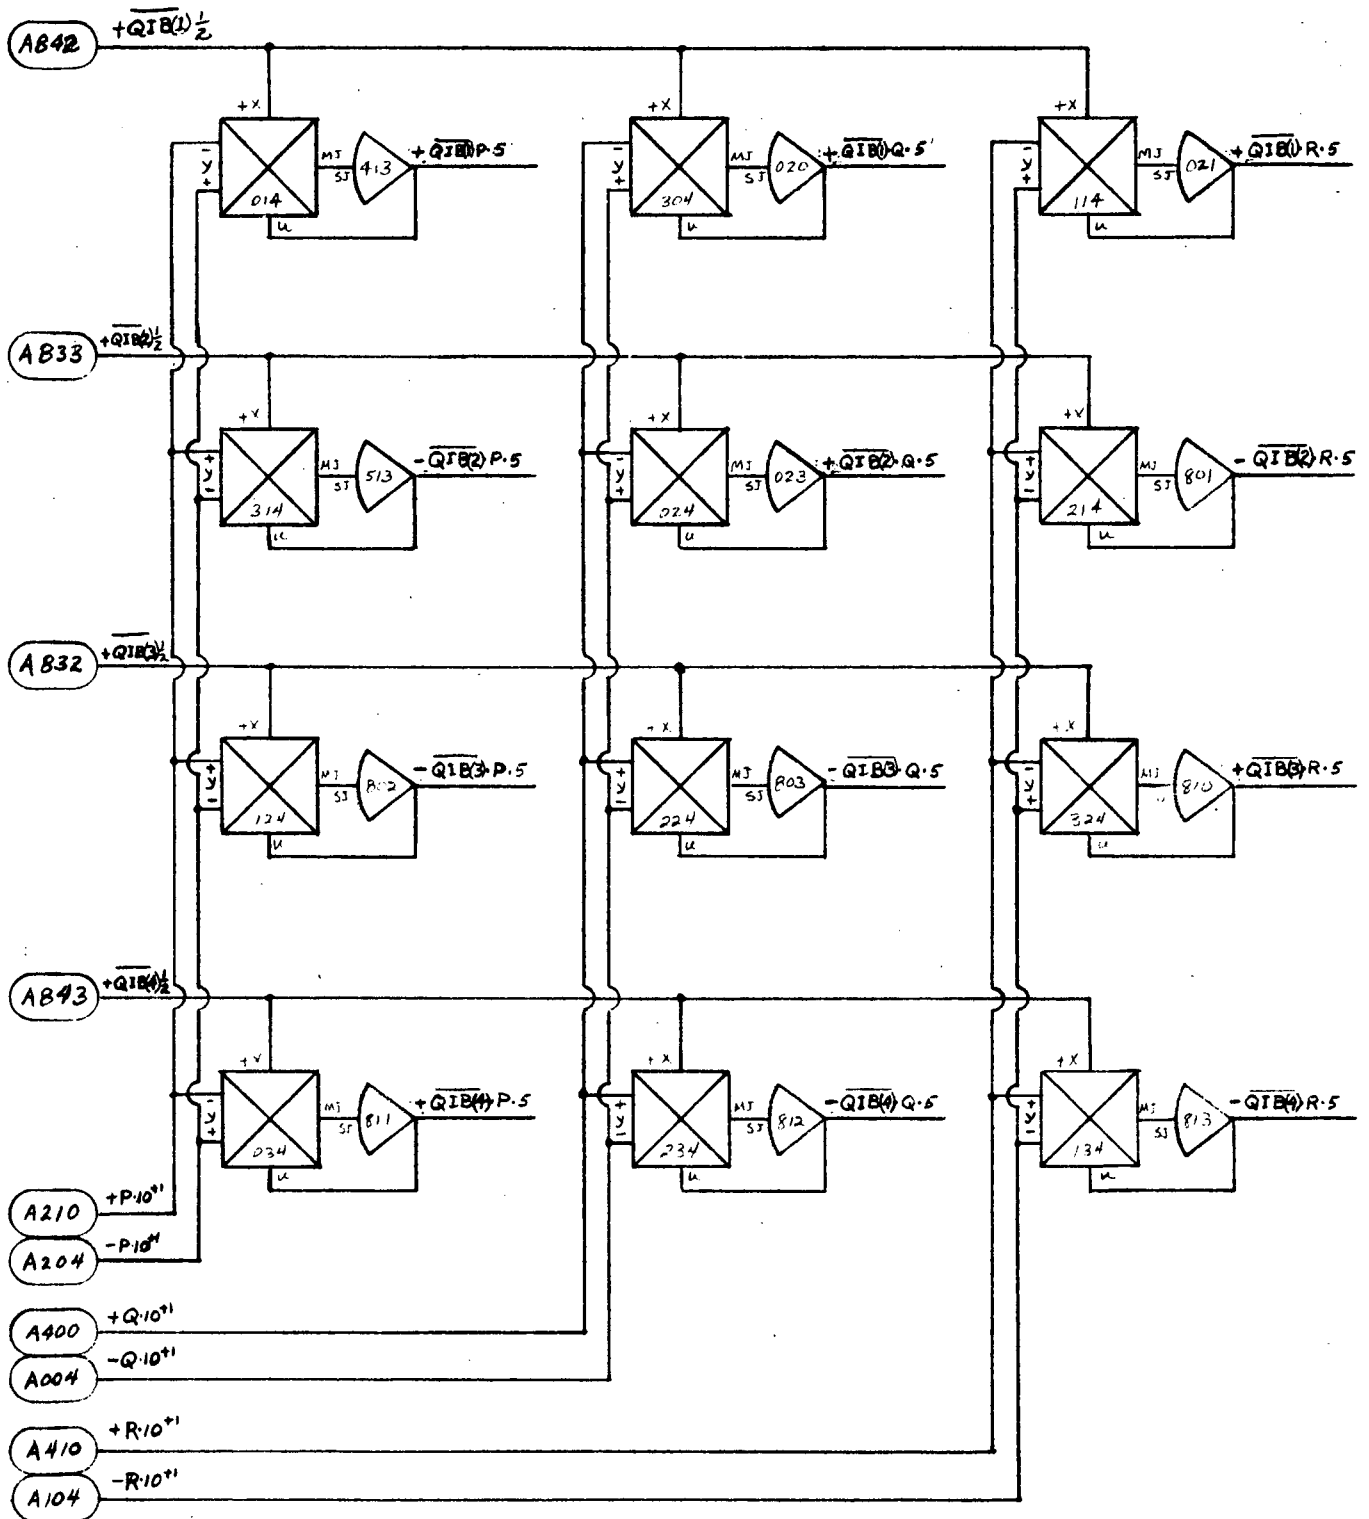 A842 +QIB(1) 1/2
+X +X +X
- Y + 014 MJ SJ 413 + QIB(1) P·5
- Y + 304 MJ SJ 020 + QIB(1)·Q·5
- Y + 114 MJ SJ 021 + QIB(1)·R·5
u u u
A833 +QIB(2) 1/2
+X +X +X
+ Y - 314 MJ SJ 513 - QIB(2)·P·5
- Y + 024 MJ SJ 023 + QIB(2)·Q·5
+ Y - 214 MJ SJ 801 - QIB(2)·R·5
u u u
A832 +QIB(3) 1/2
+X +X +X
+ Y - 124 MJ SJ 802 - QIB(3)·P·5
+ Y - 224 MJ SJ 803 - QIB(3)·Q·5
- Y + 324 MJ 810 + QIB(3)·R·5
u u u
A843 +QIB(4) 1/2
+X +X +X
- Y + 034 MJ SJ 811 + QIB(4)·P·5
+ Y - 234 MJ SJ 812 - QIB(4)·Q·5
+ Y - 134 MJ SJ 813 - QIB(4)·R·5
u u u
A210 +P·10+1
A204 -P·10+1
A400 +Q·10+1
A004 -Q·10+1
A410 +R·10+1
A104 -R·10+1